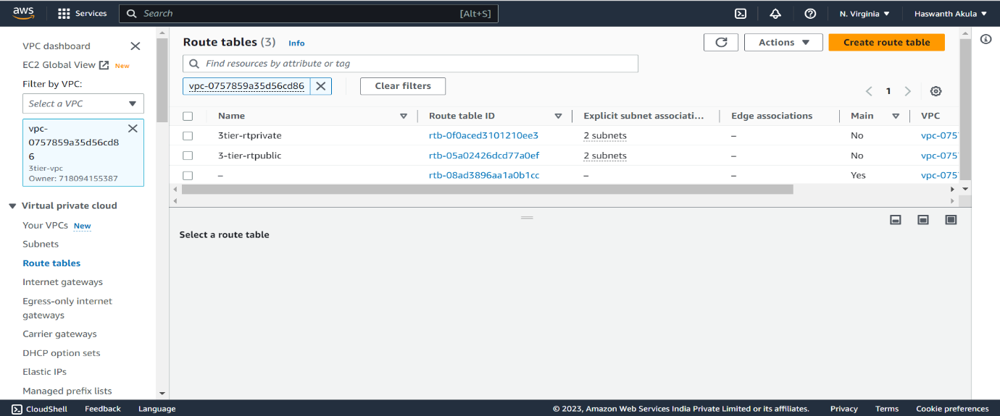 aws
Services
Search
[Alt+S]
N. Virginia
Haswanth Akula
VPC dashboard
EC2 Global View New
Filter by VPC:
Select a VPC
vpc-
0757859a35d56cd8
6
3tier-vpc
Owner: 718094155387
Virtual private cloud
Your VPCs New
Subnets
Route tables
Internet gateways
Egress-only internet
gateways
Carrier gateways
DHCP option sets
Elastic IPs
Managed prefix lists
Route tables (3) Info
Actions
Create route table
Find resources by attribute or tag
vpc-0757859a35d56cd86
Clear filters
1
Name Route table ID Explicit subnet associati... Edge associations Main VPC
3tier-rtprivate rtb-0f0aced3101210ee3 2 subnets – No vpc-075
3-tier-rtpublic rtb-05a02426dcd77a0ef 2 subnets – No vpc-075
– rtb-08ad3896aa1a0b1cc – – Yes vpc-075
Select a route table
CloudShell Feedback Language © 2023, Amazon Web Services India Private Limited or its affiliates. Privacy Terms Cookie preferences